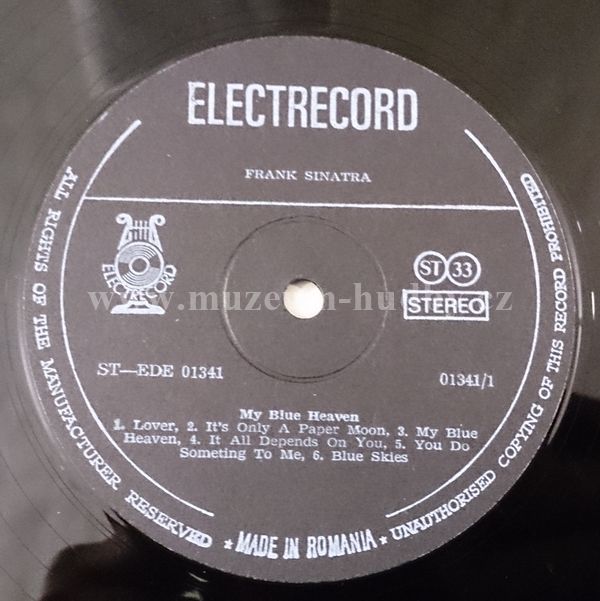 ELECTRECORD
FRANK SINATRA
ELECTRECORD
ST 33
STEREO
www.muzeum-hudby.cz
ST—EDE 01341
01341/1
My Blue Heaven
1. Lover, 2. It's Only A Paper Moon, 3. My Blue
Heaven, 4. It All Depends On You, 5. You Do
Someting To Me, 6. Blue Skies
ALL RIGHTS OF THE MANUFACTURER RESERVED ★ MADE IN ROMANIA ★ UNAUTHORISED COPYING OF THIS RECORD PROHIBITED